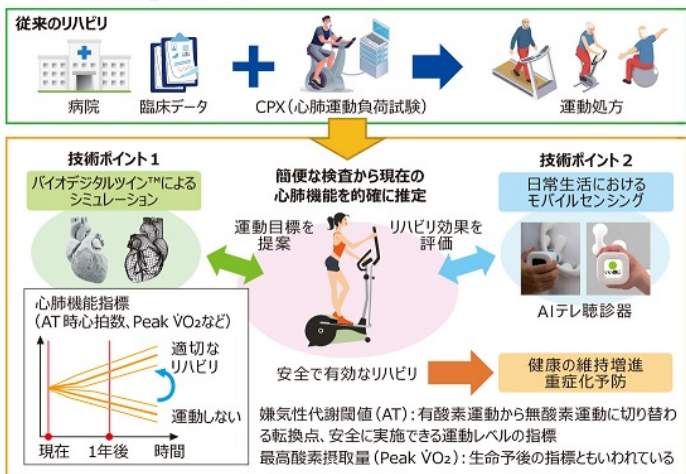 従来のリハビリ
病院
臨床データ
CPX（心肺運動負荷試験）
運動処方
技術ポイント1
バイオデジタルツイン™による
シミュレーション
簡便な検査から現在の
心肺機能を的確に推定
技術ポイント2
日常生活における
モバイルセンシング
運動目標を
提案
リハビリ効果を
評価
AIテレ聴診器
心肺機能指標
（AT時心拍数、Peak V̇O₂など）
適切な
リハビリ
運動しない
現在
1年後
時間
安全で有効なリハビリ
健康の維持増進
重症化予防
嫌気性代謝閾値（AT）：有酸素運動から無酸素運動に切り替わ
る転換点、安全に実施できる運動レベルの指標
最高酸素摂取量（Peak V̇O₂）：生命予後の指標ともいわれている